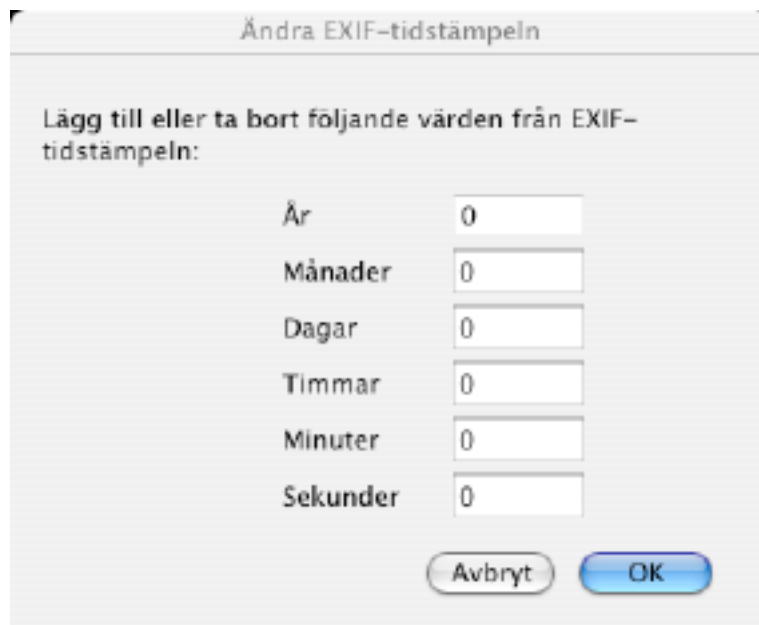 Ändra EXIF-tidstämpeln
Lägg till eller ta bort följande värden från EXIF-
tidstämpeln:
År 0
Månader 0
Dagar 0
Timmar 0
Minuter 0
Sekunder 0
Avbryt OK